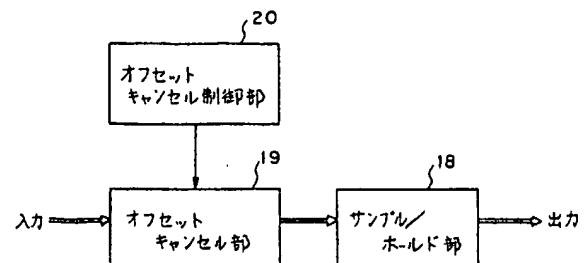 20
オフセット
キャンセル制御部
19
18
入力
オフセット
キャンセル部
サンプル/
ホールド部
出力